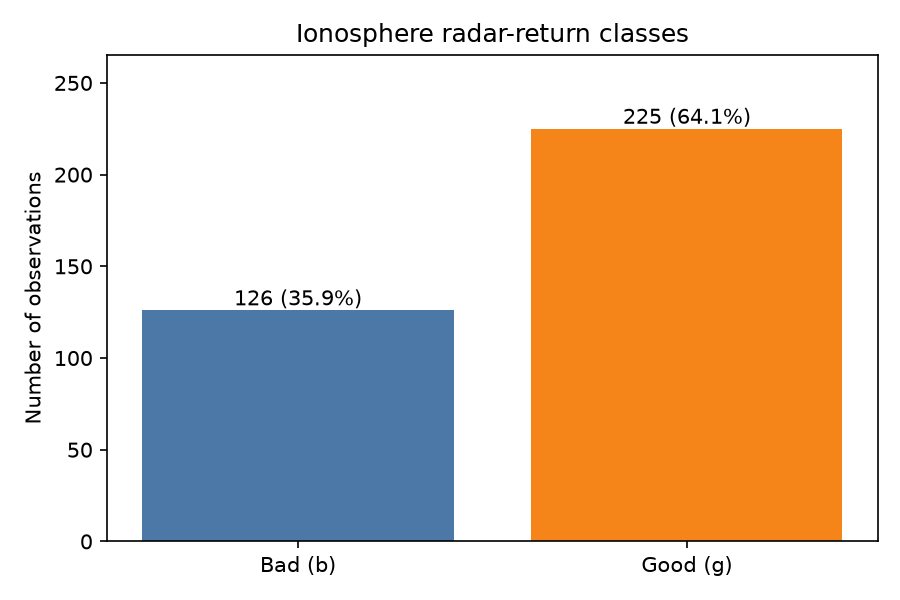 Ionosphere radar-return classes
Number of observations
250
200
150
100
50
0
126 (35.9%)
225 (64.1%)
Bad (b)
Good (g)